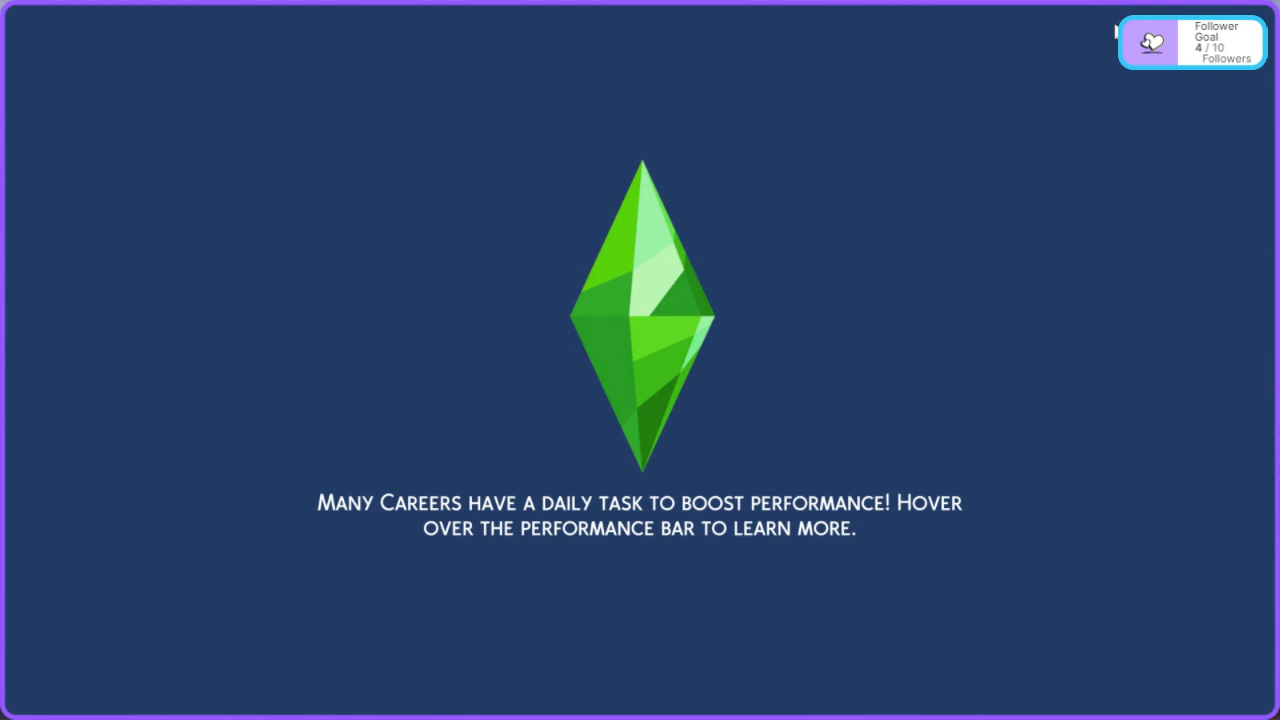 Follower
Goal
4 / 10
Followers
Many Careers have a daily task to boost performance! Hover
over the performance bar to learn more.